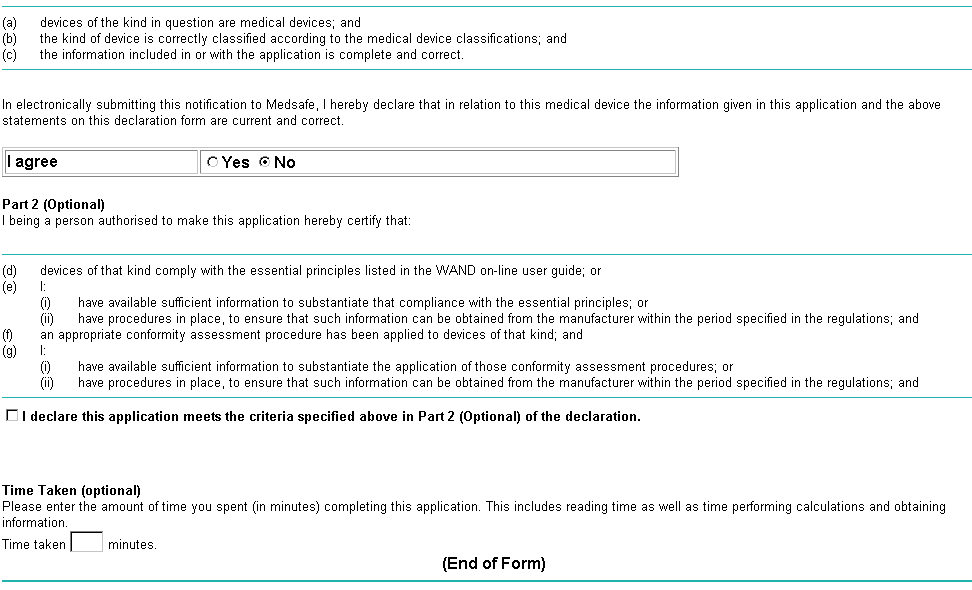 (a) devices of the kind in question are medical devices; and
(b) the kind of device is correctly classified according to the medical device classifications; and
(c) the information included in or with the application is complete and correct.
In electronically submitting this notification to Medsafe, I hereby declare that in relation to this medical device the information given in this application and the above
statements on this declaration form are current and correct.
I agree Yes No
Part 2 (Optional)
I being a person authorised to make this application hereby certify that:
(d) devices of that kind comply with the essential principles listed in the WAND on-line user guide; or
(e) I:
(i) have available sufficient information to substantiate that compliance with the essential principles; or
(ii) have procedures in place, to ensure that such information can be obtained from the manufacturer within the period specified in the regulations; and
(f) an appropriate conformity assessment procedure has been applied to devices of that kind; and
(g) I:
(i) have available sufficient information to substantiate the application of those conformity assessment procedures; or
(ii) have procedures in place, to ensure that such information can be obtained from the manufacturer within the period specified in the regulations; and
I declare this application meets the criteria specified above in Part 2 (Optional) of the declaration.
Time Taken (optional)
Please enter the amount of time you spent (in minutes) completing this application. This includes reading time as well as time performing calculations and obtaining
information.
Time taken minutes.
(End of Form)